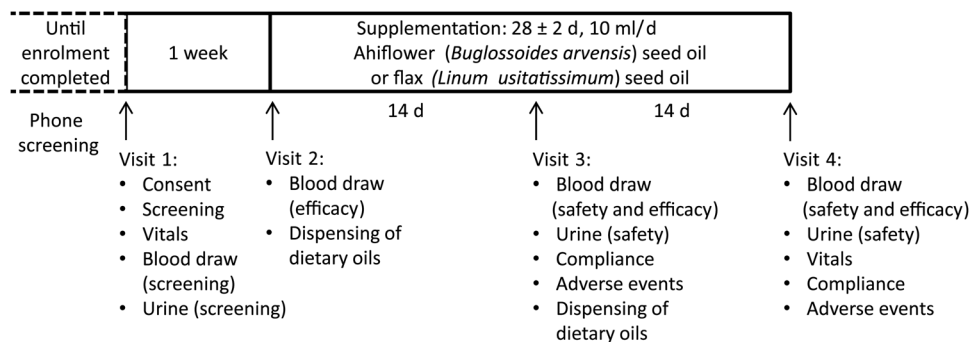 Until
enrolment
completed
1 week
Supplementation: 28 ± 2 d, 10 ml/d
Ahiflower (Buglossoides arvensis) seed oil
or flax (Linum usitatissimum) seed oil
Phone
screening
14 d
14 d
Visit 1:
• Consent
• Screening
• Vitals
• Blood draw
(screening)
• Urine (screening)
Visit 2:
• Blood draw
(efficacy)
• Dispensing of
dietary oils
Visit 3:
• Blood draw
(safety and efficacy)
• Urine (safety)
• Compliance
• Adverse events
• Dispensing of
dietary oils
Visit 4:
• Blood draw
(safety and efficacy)
• Urine (safety)
• Vitals
• Compliance
• Adverse events